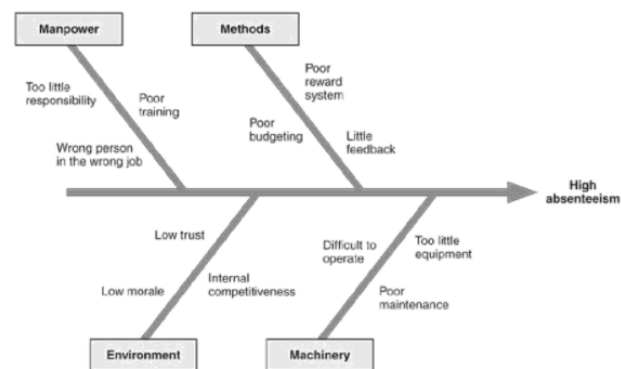 Manpower
Methods
Too little
responsibility
Poor
training
Wrong person
in the wrong job
Poor
reward
system
Poor
budgeting
Little
feedback
High
absenteeism
Low trust
Low morale
Internal
competitiveness
Difficult to
operate
Too little
equipment
Poor
maintenance
Environment
Machinery